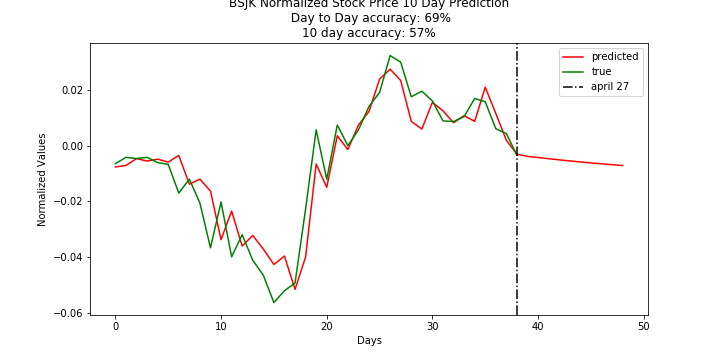 BSJK Normalized Stock Price 10 Day Prediction
Day to Day accuracy: 69%
10 day accuracy: 57%
predicted
true
april 27
Normalized Values
0.02
0.00
−0.02
−0.04
−0.06
0
10
20
30
40
50
Days